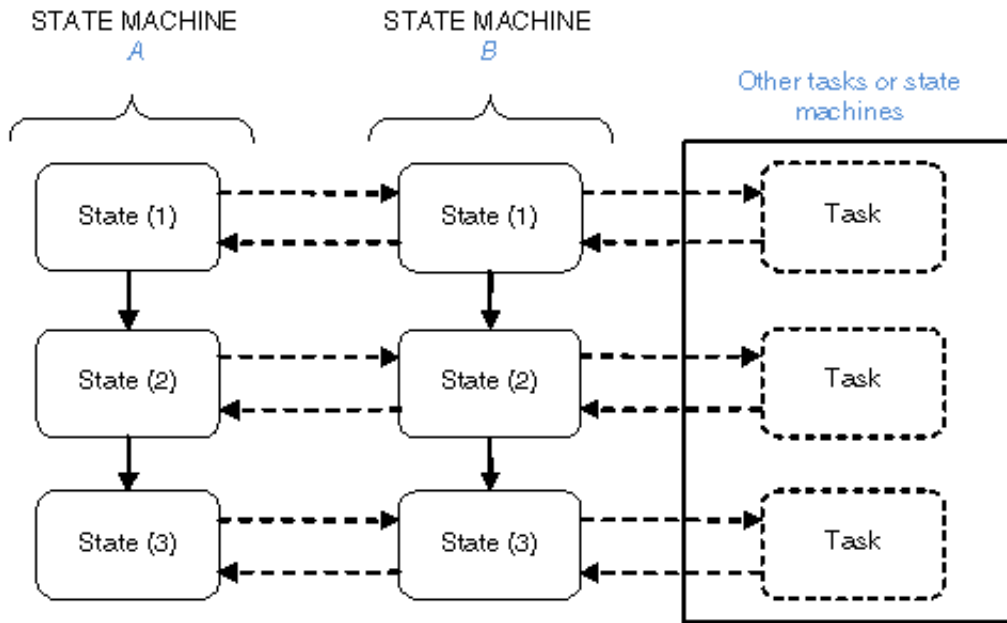 STATE MACHINE
A
STATE MACHINE
B
Other tasks or state
machines
State (1)
State (1)
Task
State (2)
State (2)
Task
State (3)
State (3)
Task